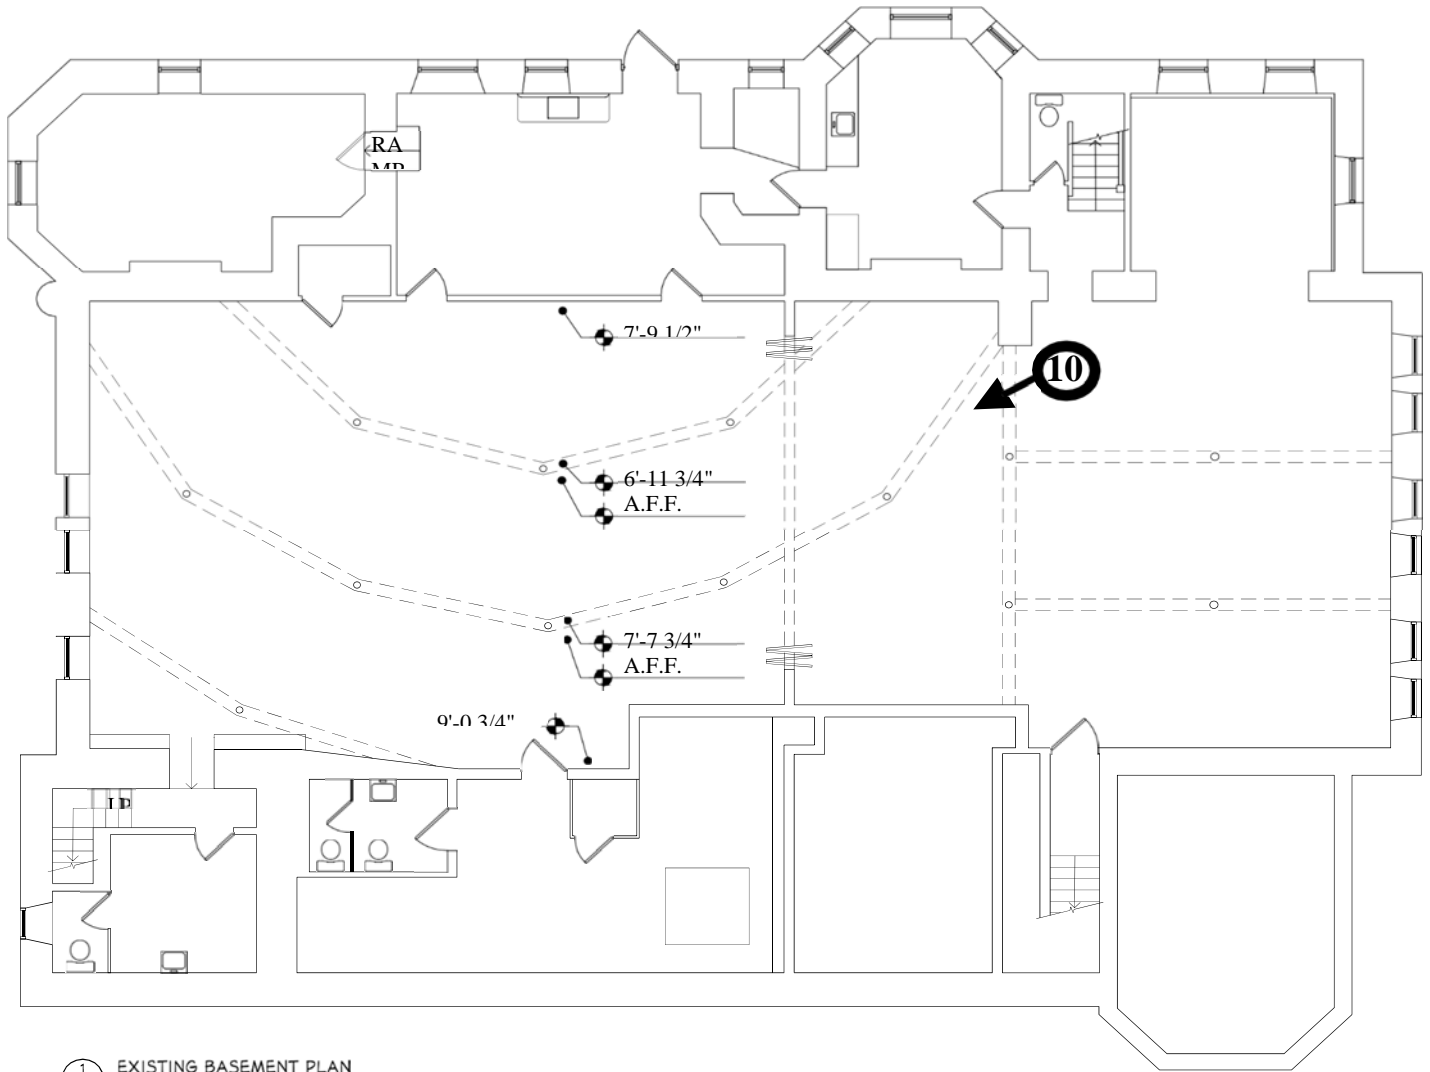 RA
7'-9 1/2"
10
6'-11 3/4"
A.F.F.
7'-7 3/4"
A.F.F.
9'-0 3/4"
1
EXISTING BASEMENT PLAN